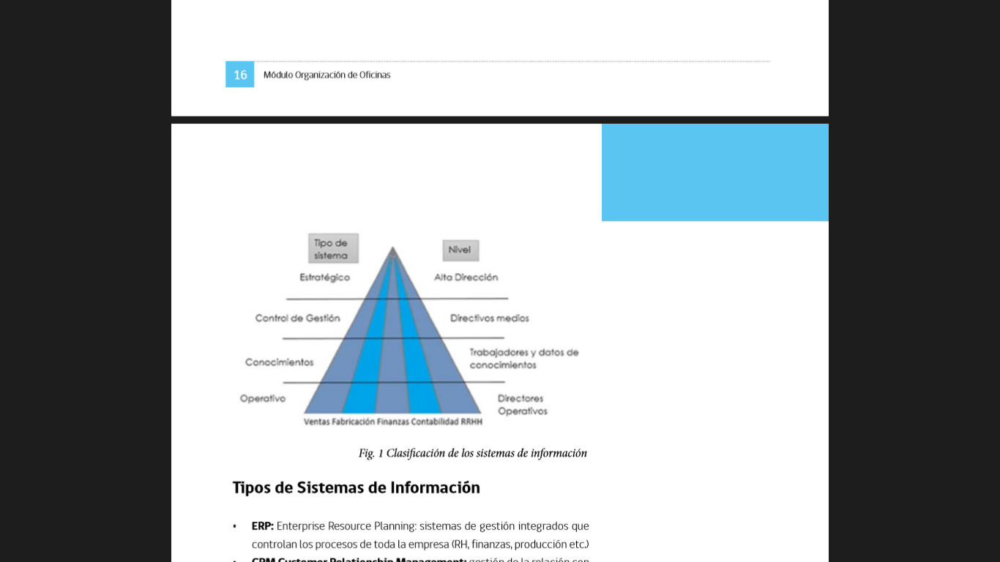 16 Módulo Organización de Oficinas
Tipo de
sistema
Nivel
Estratégico
Alta Dirección
Control de Gestión
Directivos medios
Conocimientos
Trabajadores y datos de
conocimientos
Operativo
Directores
Operativos
Ventas Fabricación Finanzas Contabilidad RRHH
Fig. 1 Clasificación de los sistemas de información
Tipos de Sistemas de Información
• ERP: Enterprise Resource Planning: sistemas de gestión integrados que
controlan los procesos de toda la empresa (RH, finanzas, producción etc.)
• CRM Customer Relationship Management: gestión de la relación con